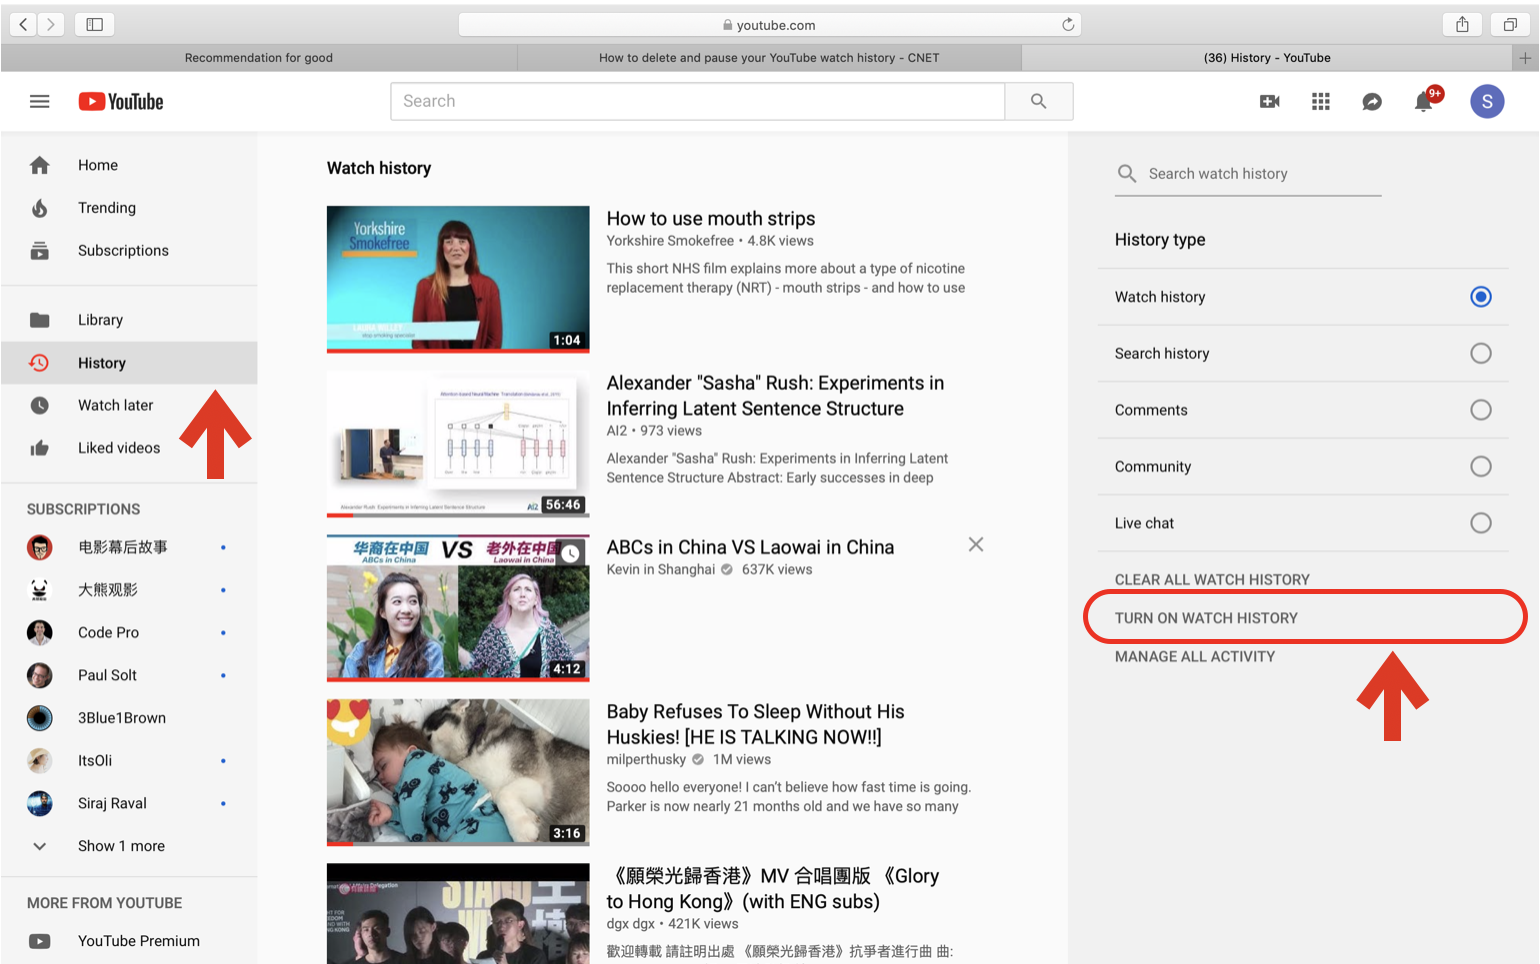 youtube.com
Recommendation for good
How to delete and pause your YouTube watch history - CNET
(36) History - YouTube
YouTube
Search
9+
S
Home
Trending
Subscriptions
Library
History
Watch later
Liked videos
SUBSCRIPTIONS
电影幕后故事
大熊观影
Code Pro
Paul Solt
3Blue1Brown
ItsOli
Siraj Raval
Show 1 more
MORE FROM YOUTUBE
YouTube Premium
Watch history
Yorkshire
Smokefree
stop smoking specialist
1:04
How to use mouth strips
Yorkshire Smokefree • 4.8K views
This short NHS film explains more about a type of nicotine
replacement therapy (NRT) - mouth strips - and how to use
Alexander Rush: Experiments in Inferring Latent Sentence Structure
AI2
56:46
Alexander "Sasha" Rush: Experiments in
Inferring Latent Sentence Structure
AI2 • 973 views
Alexander "Sasha" Rush: Experiments in Inferring Latent
Sentence Structure Abstract: Early successes in deep
华裔在中国 VS 老外在中国
ABCs in China
Laowai in China
4:12
ABCs in China VS Laowai in China
Kevin in Shanghai 637K views
3:16
Baby Refuses To Sleep Without His
Huskies! [HE IS TALKING NOW!!]
milperthusky 1M views
Soooo hello everyone! I can’t believe how fast time is going.
Parker is now nearly 21 months old and we have so many
STAND
《願榮光歸香港》MV 合唱團版 《Glory
to Hong Kong》(with ENG subs)
dgx dgx • 421K views
歡迎轉載 請註明出處 《願榮光歸香港》抗爭者進行曲 曲:
Search watch history
History type
Watch history
Search history
Comments
Community
Live chat
CLEAR ALL WATCH HISTORY
TURN ON WATCH HISTORY
MANAGE ALL ACTIVITY